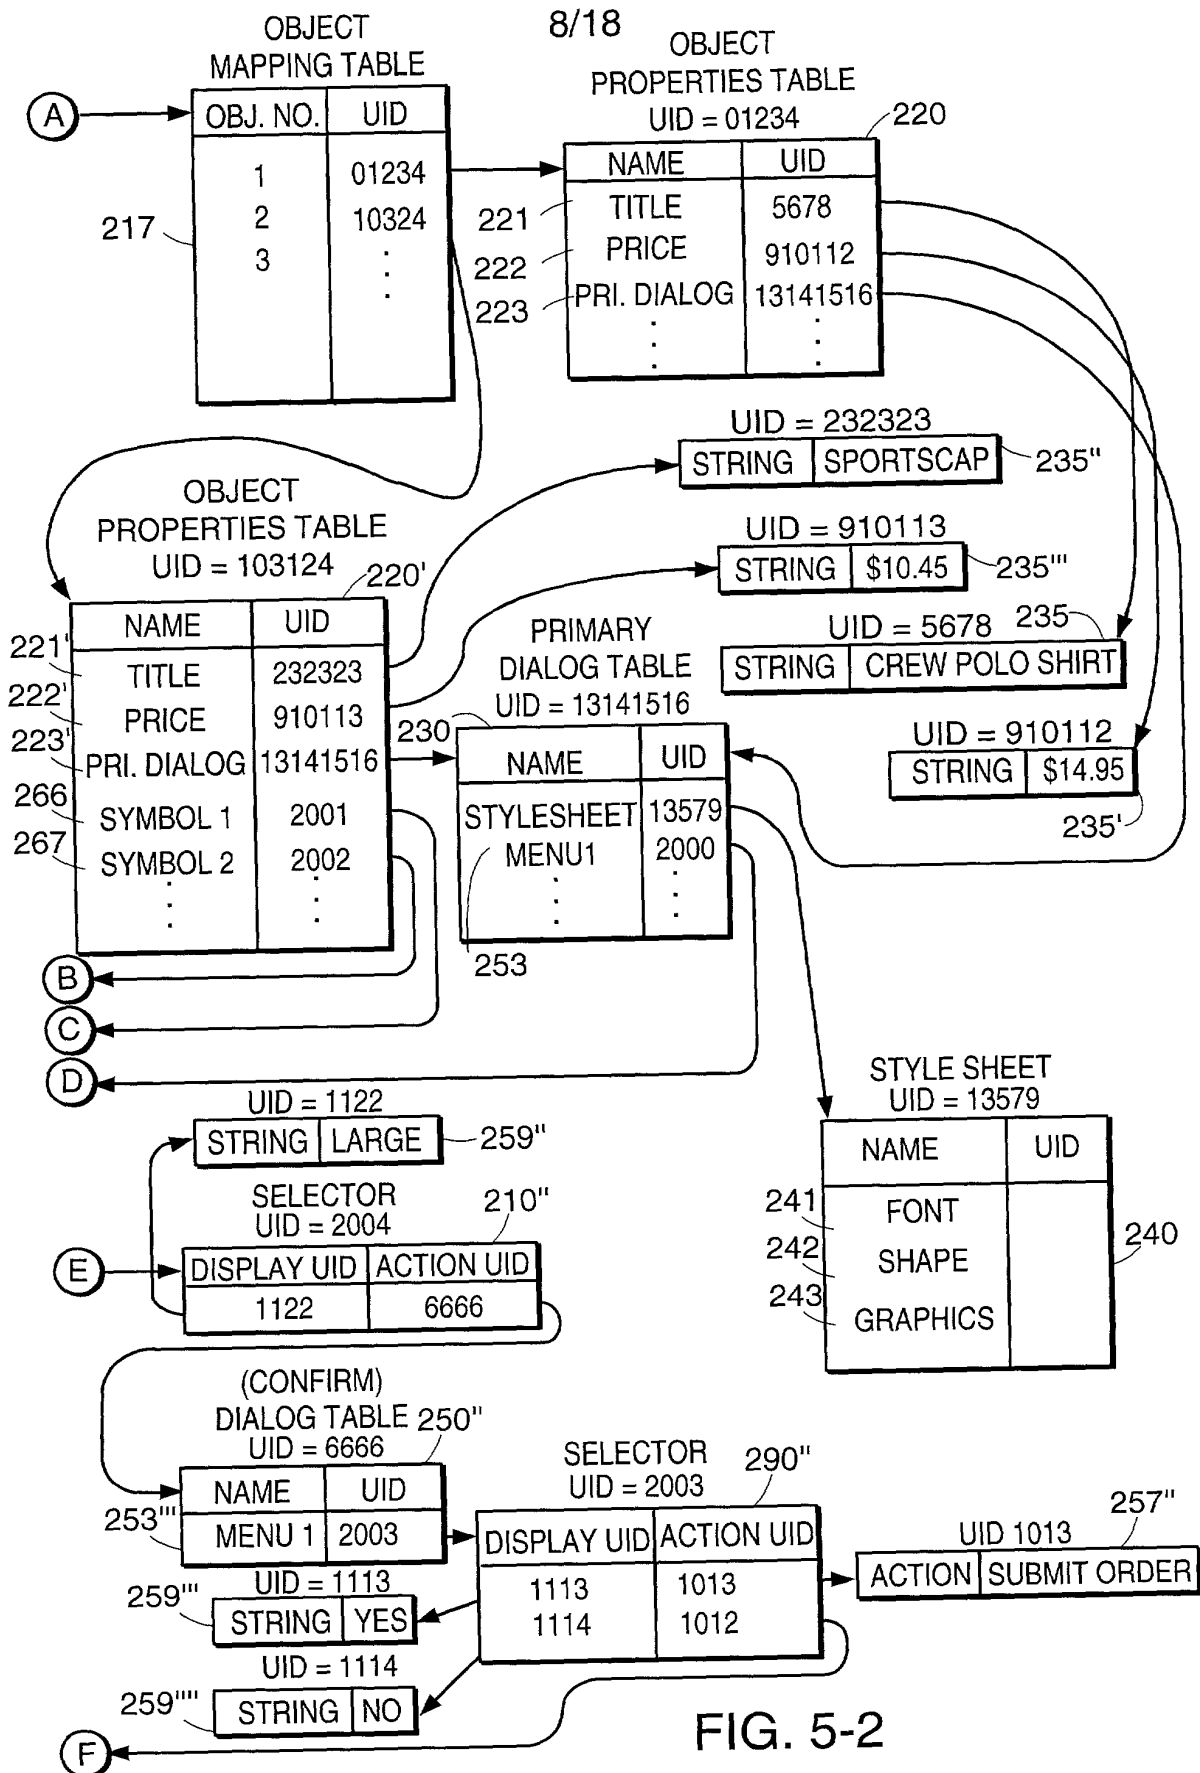 8/18
OBJECT
MAPPING TABLE
A
OBJ. NO. UID
1 01234
2 10324
3
217
OBJECT
PROPERTIES TABLE
UID = 01234
220
NAME UID
221 TITLE 5678
222 PRICE 910112
223 PRI. DIALOG 13141516
UID = 232323
STRING SPORTSCAP
235"
UID = 910113
STRING $10.45
235'"
UID = 5678
235
STRING CREW POLO SHIRT
UID = 910112
STRING $14.95
235'
OBJECT
PROPERTIES TABLE
UID = 103124
220'
NAME UID
221' TITLE 232323
222' PRICE 910113
223' PRI. DIALOG 13141516
266 SYMBOL 1 2001
267 SYMBOL 2 2002
PRIMARY
DIALOG TABLE
UID = 13141516
230
NAME UID
STYLESHEET 13579
MENU1 2000
253
B
C
D
STYLE SHEET
UID = 13579
NAME UID
241 FONT
242 SHAPE
243 GRAPHICS
240
UID = 1122
STRING LARGE
259"
SELECTOR
UID = 2004
210"
E
DISPLAY UID ACTION UID
1122 6666
(CONFIRM)
DIALOG TABLE
UID = 6666
250"
NAME UID
253'" MENU 1 2003
SELECTOR
UID = 2003
290"
DISPLAY UID ACTION UID
1113 1013
1114 1012
UID 1013
257"
ACTION SUBMIT ORDER
UID = 1113
259'" STRING YES
UID = 1114
259"" STRING NO
F
FIG. 5-2